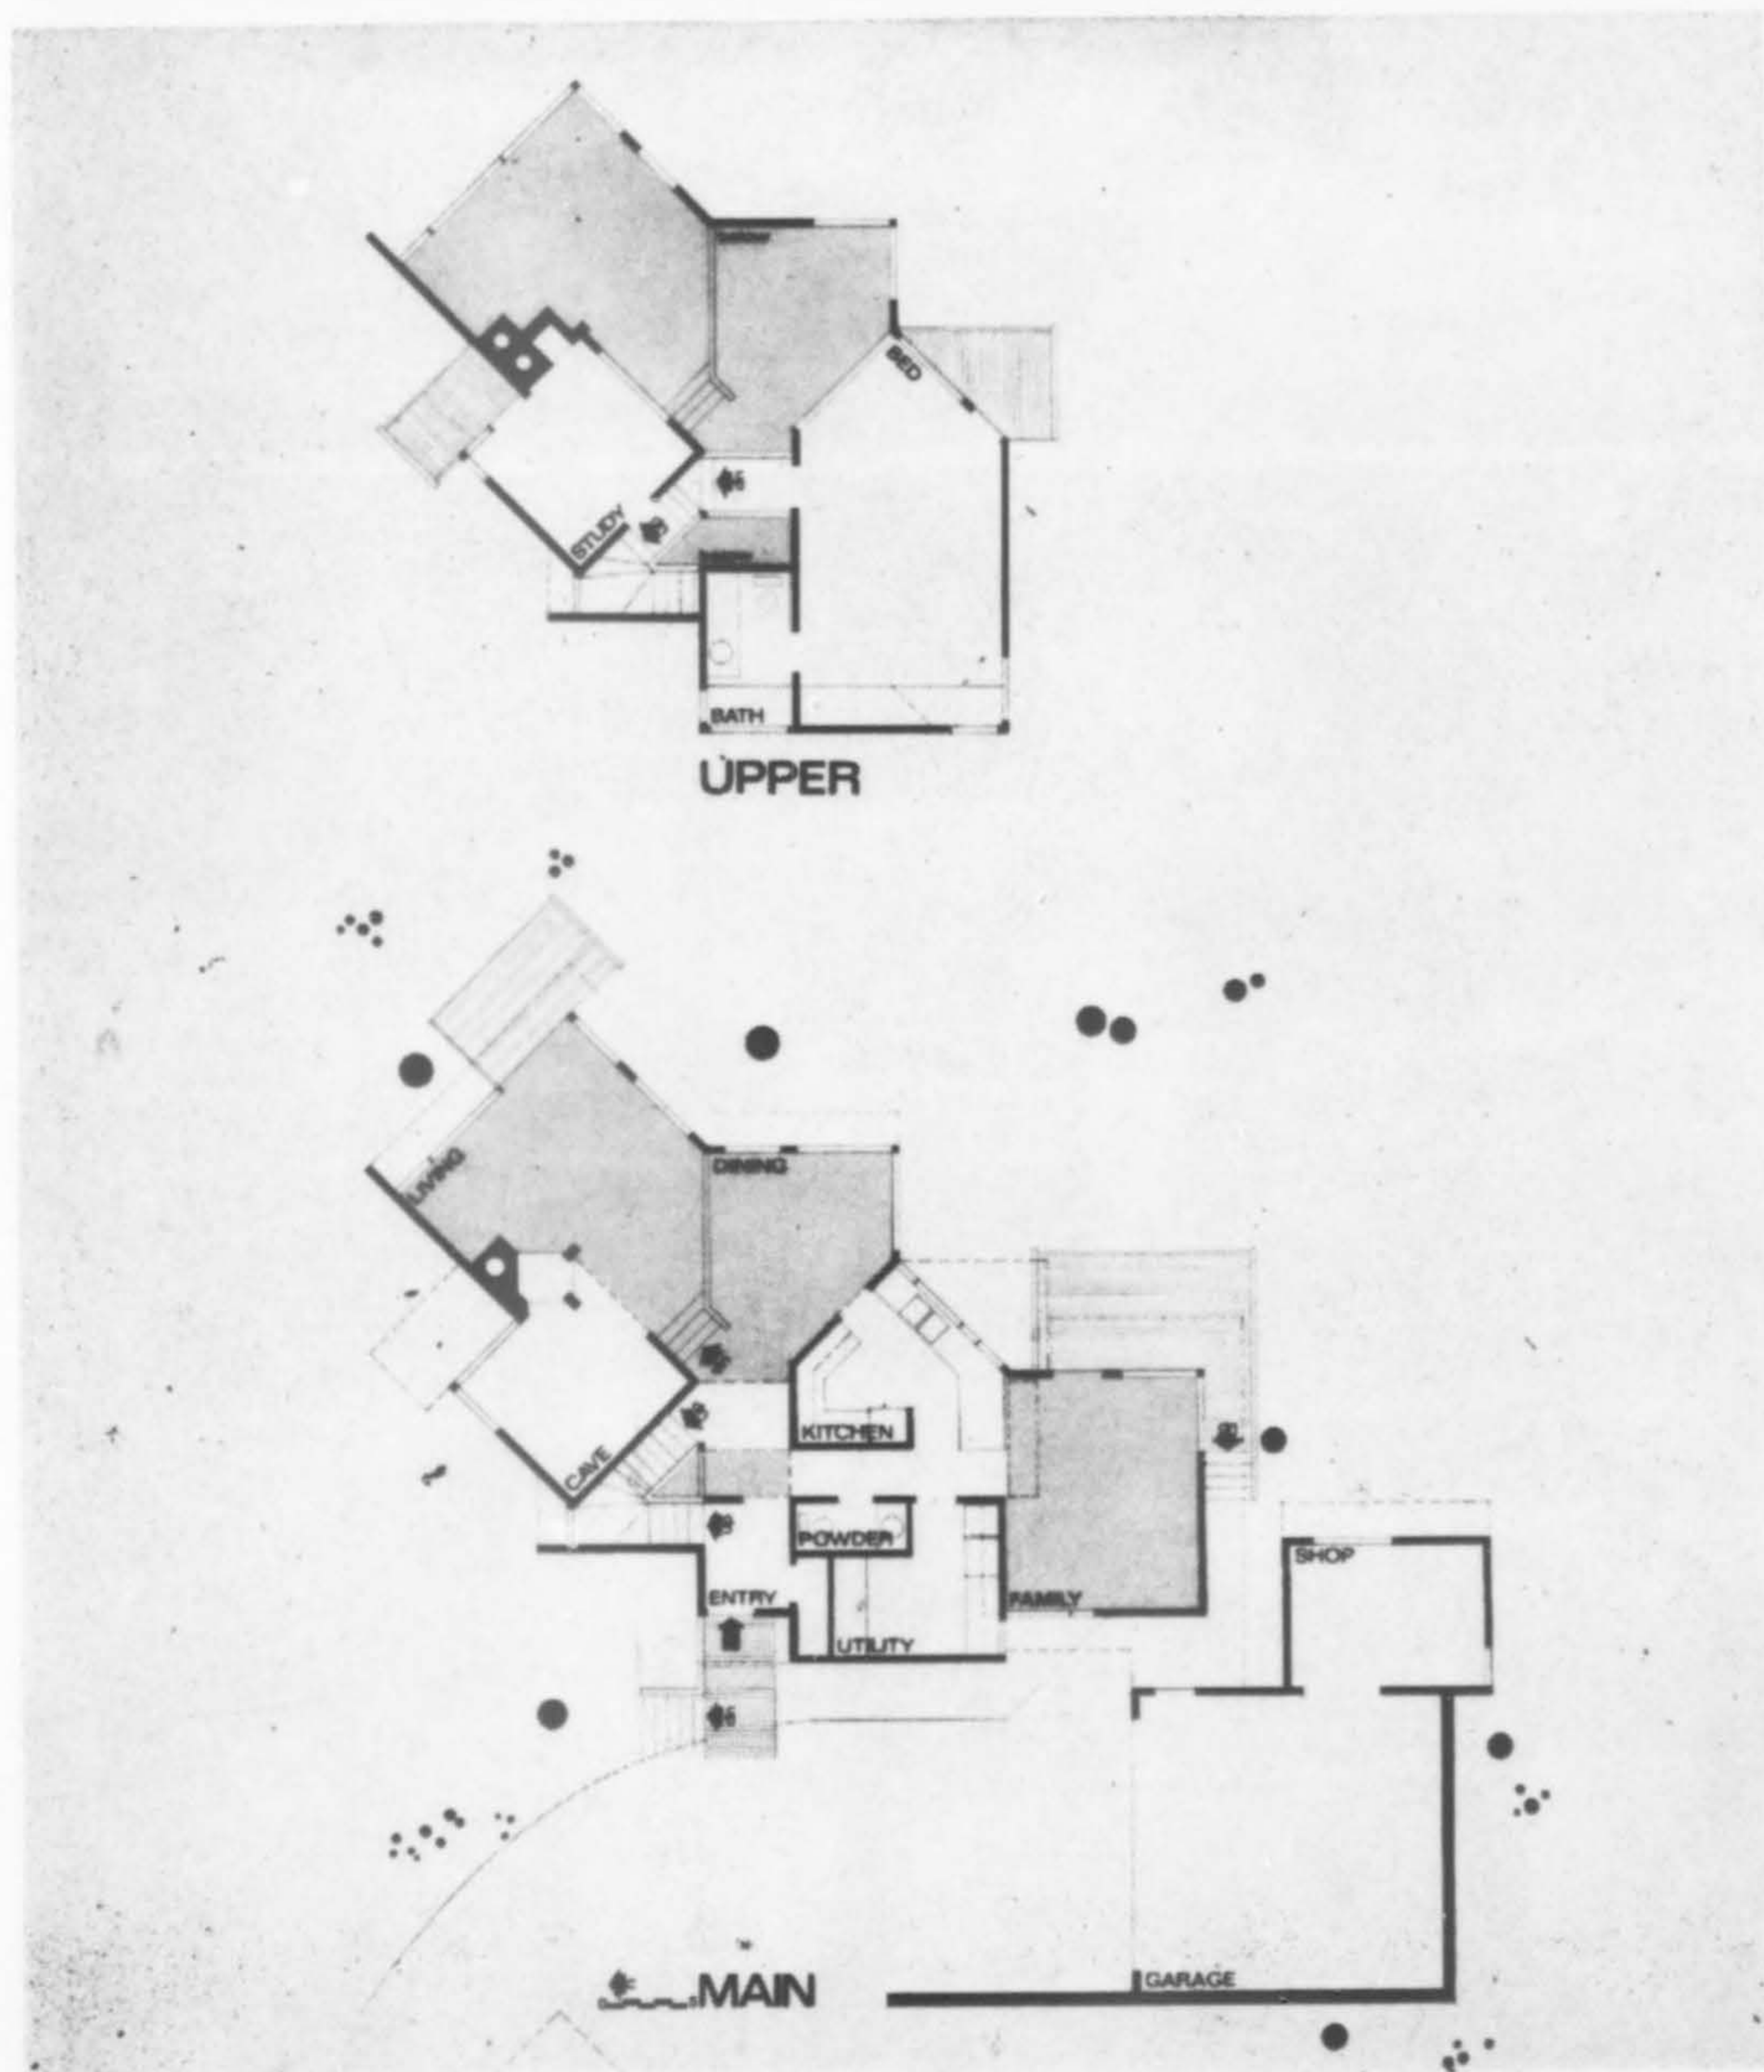 BED
STUDY
BATH
UPPER
LIVING
DINING
KITCHEN
CAVE
POWDER
SHOP
ENTRY
FAMILY
UTILITY
GARAGE
MAIN